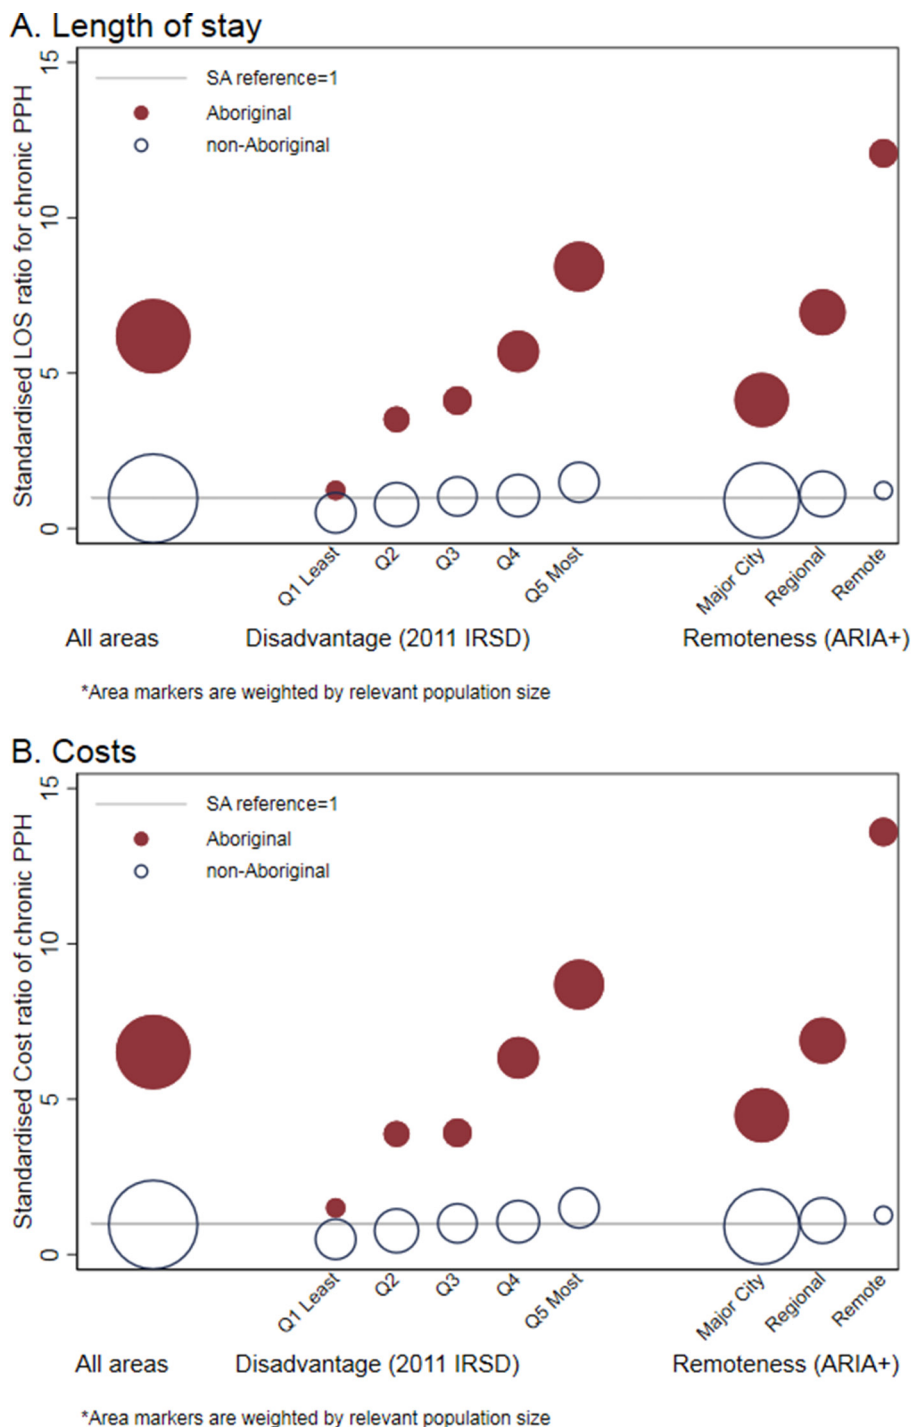 A. Length of stay
Standardised LOS ratio for chronic PPH
15
10
5
0
SA reference=1
Aboriginal
non-Aboriginal
Q1 Least
Q2
Q3
Q4
Q5 Most
Major City
Regional
Remote
All areas
Disadvantage (2011 IRSD)
Remoteness (ARIA+)
*Area markers are weighted by relevant population size
B. Costs
Standardised Cost ratio of chronic PPH
15
10
5
0
SA reference=1
Aboriginal
non-Aboriginal
Q1 Least
Q2
Q3
Q4
Q5 Most
Major City
Regional
Remote
All areas
Disadvantage (2011 IRSD)
Remoteness (ARIA+)
*Area markers are weighted by relevant population size